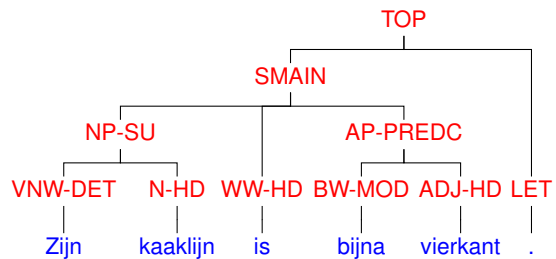 TOP
SMAIN
NP-SU AP-PREDC
VNW-DET N-HD WW-HD BW-MOD ADJ-HD LET
Zijn kaaklijn is bijna vierkant .